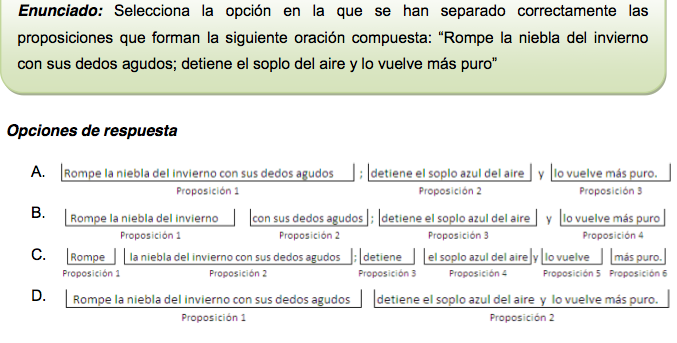 Enunciado: Selecciona la opción en la que se han separado correctamente las
proposiciones que forman la siguiente oración compuesta: “Rompe la niebla del invierno
con sus dedos agudos; detiene el soplo del aire y lo vuelve más puro”
Opciones de respuesta
A. Rompe la niebla del invierno con sus dedos agudos ; detiene el soplo azul del aire y lo vuelve más puro.
Proposición 1 Proposición 2 Proposición 3
B. Rompe la niebla del invierno con sus dedos agudos ; detiene el soplo azul del aire y lo vuelve más puro
Proposición 1 Proposición 2 Proposición 3 Proposición 4
C. Rompe la niebla del invierno con sus dedos agudos ; detiene el soplo azul del aire y lo vuelve más puro.
Proposición 1 Proposición 2 Proposición 3 Proposición 4 Proposición 5 Proposición 6
D. Rompe la niebla del invierno con sus dedos agudos detiene el soplo azul del aire y lo vuelve más puro.
Proposición 1 Proposición 2